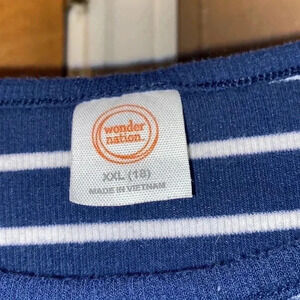 wonder
nation
XXL (18)
MADE IN VIETNAM